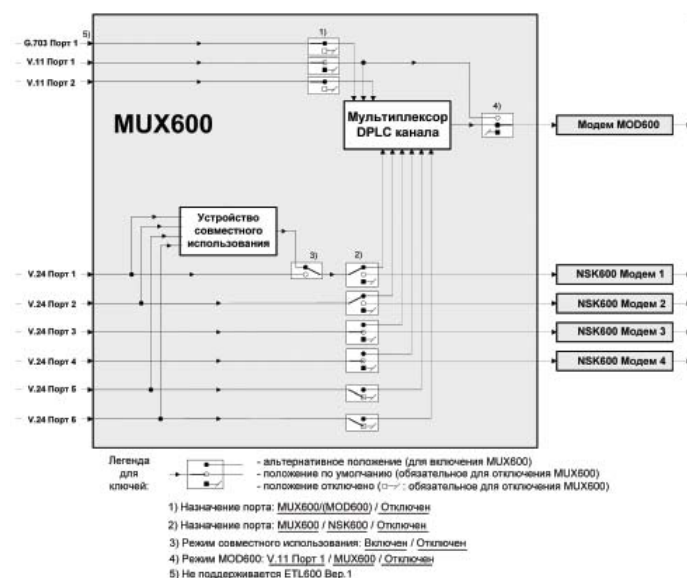 5)
1)
G.703 Порт 1
V.11 Порт 1
V.11 Порт 2
4)
MUX600
Мультиплексор
DPLC канала
Модем MOD600
Устройство
совместного
использования
3)
2)
V.24 Порт 1
NSK600 Модем 1
V.24 Порт 2
NSK600 Модем 2
V.24 Порт 3
NSK600 Модем 3
V.24 Порт 4
NSK600 Модем 4
V.24 Порт 5
V.24 Порт 6
Легенда
для
ключей:
- альтернативное положение (для включения MUX600)
- положение по умолчанию (обязательное для отключения MUX600)
- положение отключено ( : обязательное для отключения MUX600)
1) Назначение порта: MUX600/(MOD600) / Отключен
2) Назначение порта: MUX600 / NSK600 / Отключен
3) Режим совместного использования: Включен / Отключен
4) Режим MOD600: V.11 Порт 1 / MUX600 / Отключен
5) Не поддерживается ETL600 Вер.1